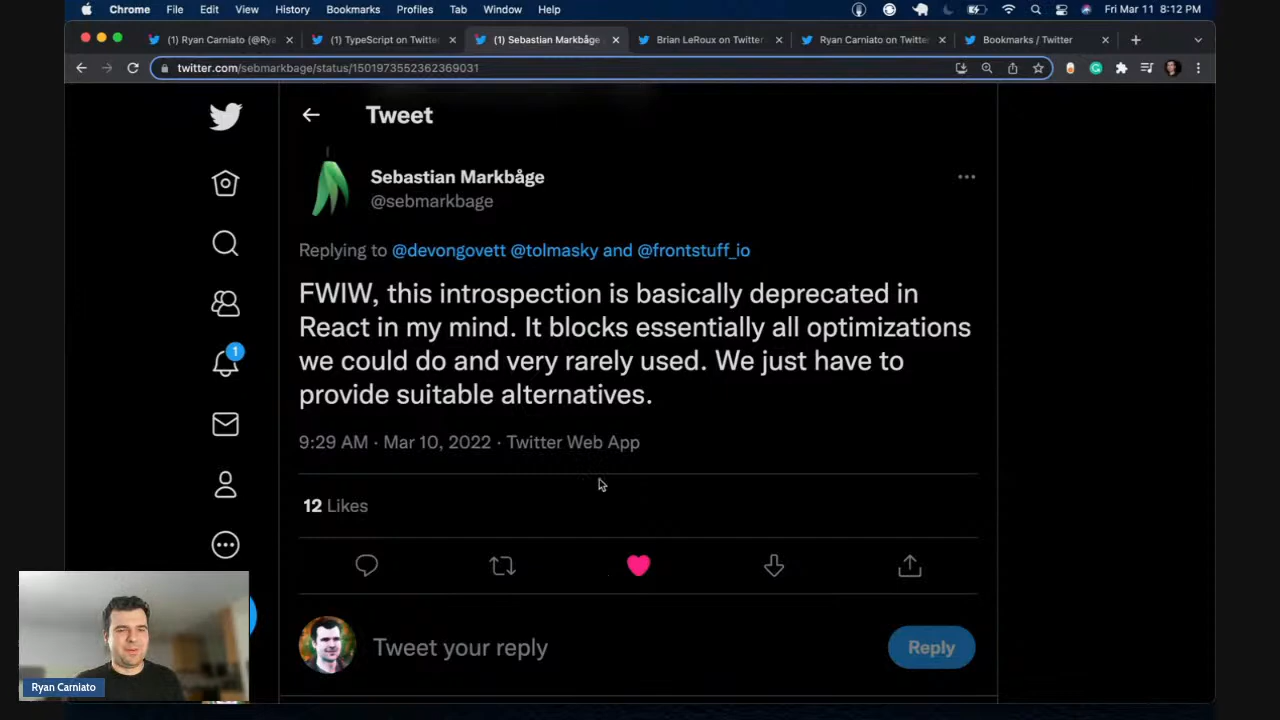 Chrome File Edit View History Bookmarks Profiles Tab Window Help Fri Mar 11 8:12 PM
(1) Ryan Carniato (@Rya (1) TypeScript on Twitte (1) Sebastian Markbåge Brian LeRoux on Twitter Ryan Carniato on Twitte Bookmarks / Twitter
twitter.com/sebmarkbage/status/1501973552362369031
Tweet
Sebastian Markbåge
@sebmarkbage
Replying to @devongovett @tolmasky and @frontstuff_io
FWIW, this introspection is basically deprecated in
React in my mind. It blocks essentially all optimizations
we could do and very rarely used. We just have to
provide suitable alternatives.
1
9:29 AM · Mar 10, 2022 · Twitter Web App
12 Likes
Tweet your reply
Reply
Ryan Carniato